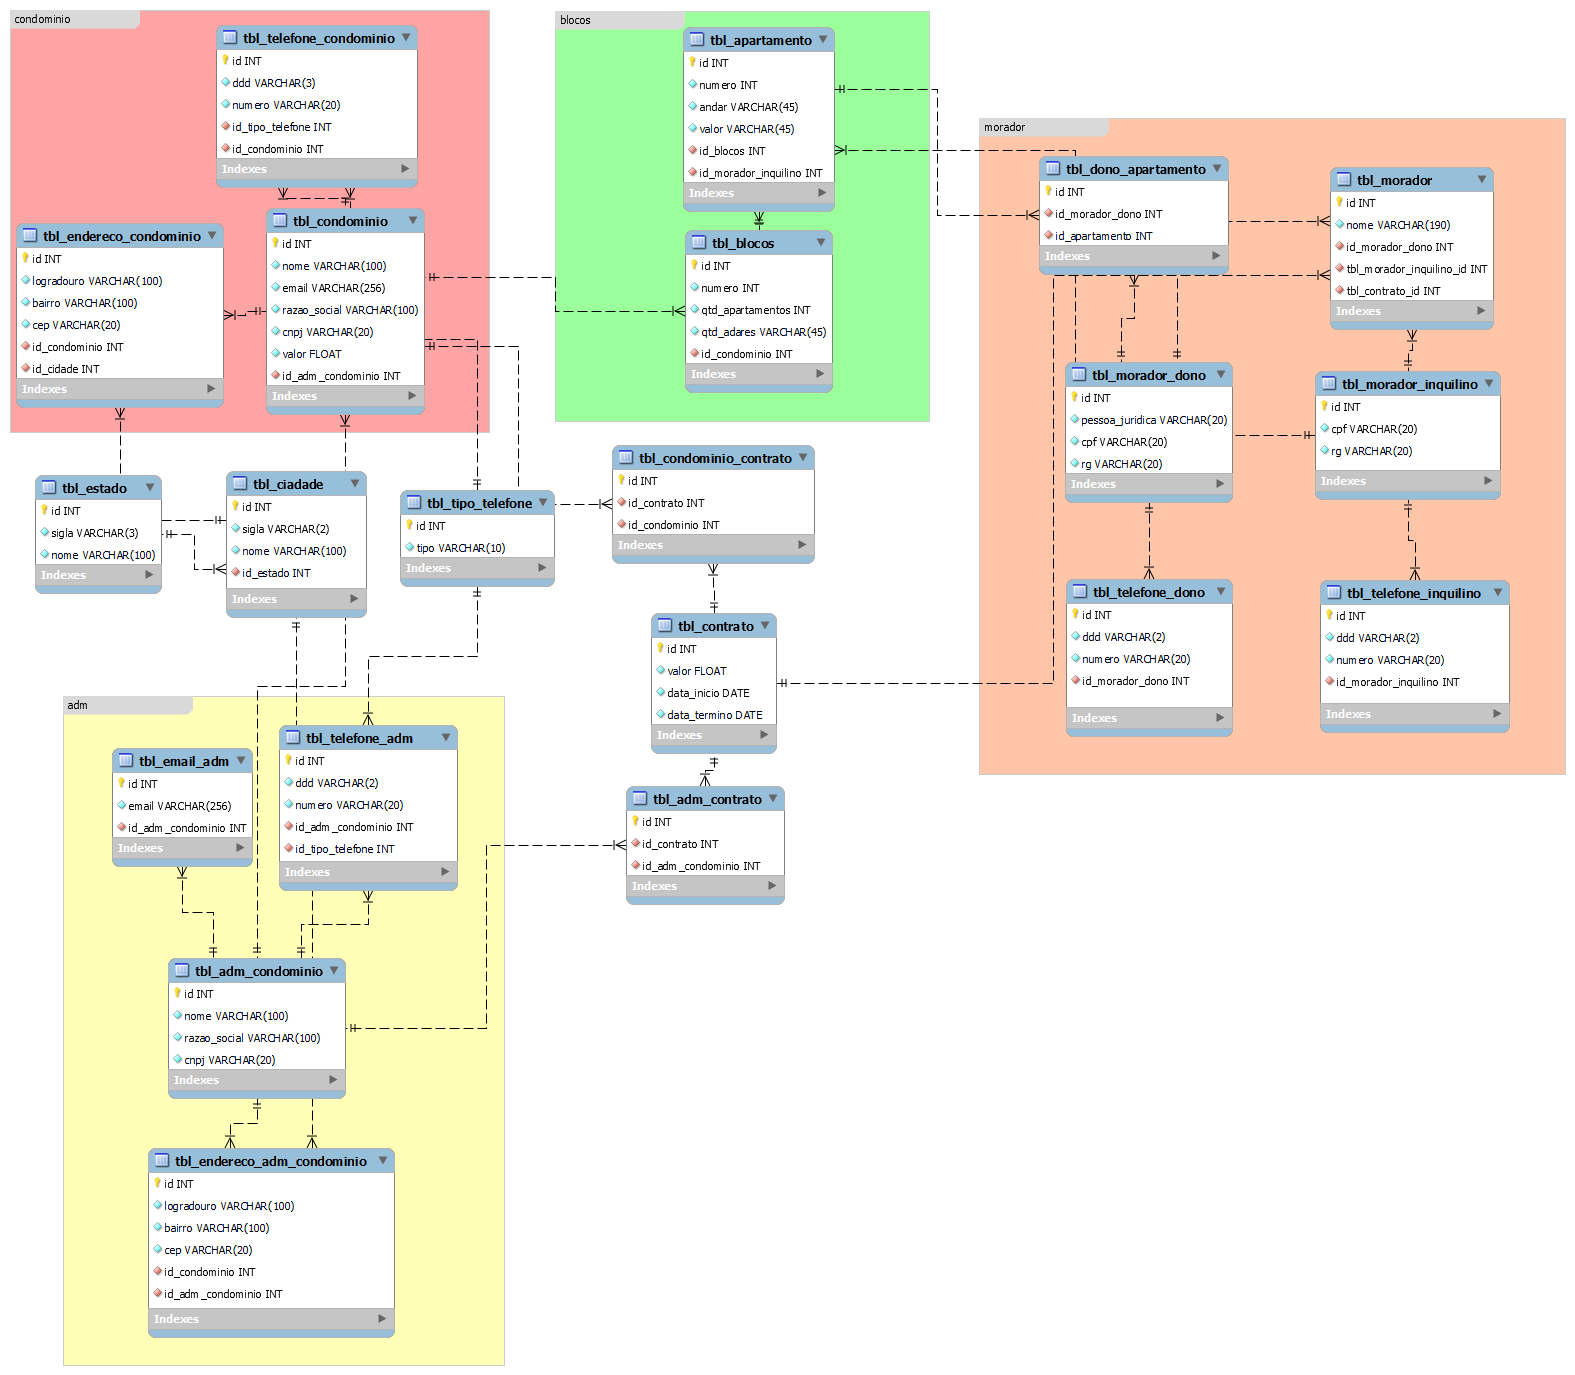 condominio
tbl_telefone_condominio
id INT
ddd VARCHAR(3)
numero VARCHAR(20)
id_tipo_telefone INT
id_condominio INT
Indexes
tbl_endereco_condominio
id INT
logradouro VARCHAR(100)
bairro VARCHAR(100)
cep VARCHAR(20)
id_condominio INT
id_cidade INT
Indexes
tbl_condominio
id INT
nome VARCHAR(100)
email VARCHAR(256)
razao_social VARCHAR(100)
cnpj VARCHAR(20)
valor FLOAT
id_adm_condominio INT
Indexes
blocos
tbl_apartamento
id INT
numero INT
andar VARCHAR(45)
valor VARCHAR(45)
id_blocos INT
id_morador_inquilino INT
Indexes
tbl_blocos
id INT
numero INT
qtd_apartamentos INT
qtd_adares VARCHAR(45)
id_condominio INT
Indexes
morador
tbl_dono_apartamento
id INT
id_morador_dono INT
id_apartamento INT
Indexes
tbl_morador
id INT
nome VARCHAR(190)
id_morador_dono INT
tbl_morador_inquilino_id INT
tbl_contrato_id INT
Indexes
tbl_morador_dono
id INT
pessoa_juridica VARCHAR(20)
cpf VARCHAR(20)
rg VARCHAR(20)
Indexes
tbl_morador_inquilino
id INT
cpf VARCHAR(20)
rg VARCHAR(20)
Indexes
tbl_telefone_dono
id INT
ddd VARCHAR(2)
numero VARCHAR(20)
id_morador_dono INT
Indexes
tbl_telefone_inquilino
id INT
ddd VARCHAR(2)
numero VARCHAR(20)
id_morador_inquilino INT
Indexes
tbl_estado
id INT
sigla VARCHAR(3)
nome VARCHAR(100)
Indexes
tbl_ciadade
id INT
sigla VARCHAR(2)
nome VARCHAR(100)
id_estado INT
Indexes
tbl_tipo_telefone
id INT
tipo VARCHAR(10)
Indexes
tbl_condominio_contrato
id INT
id_contrato INT
id_condominio INT
Indexes
tbl_contrato
id INT
valor FLOAT
data_inicio DATE
data_termino DATE
Indexes
tbl_adm_contrato
id INT
id_contrato INT
id_adm_condominio INT
Indexes
adm
tbl_email_adm
id INT
email VARCHAR(256)
id_adm_condominio INT
Indexes
tbl_telefone_adm
id INT
ddd VARCHAR(2)
numero VARCHAR(20)
id_adm_condominio INT
id_tipo_telefone INT
Indexes
tbl_adm_condominio
id INT
nome VARCHAR(100)
razao_social VARCHAR(100)
cnpj VARCHAR(20)
Indexes
tbl_endereco_adm_condominio
id INT
logradouro VARCHAR(100)
bairro VARCHAR(100)
cep VARCHAR(20)
id_condominio INT
id_adm_condominio INT
Indexes